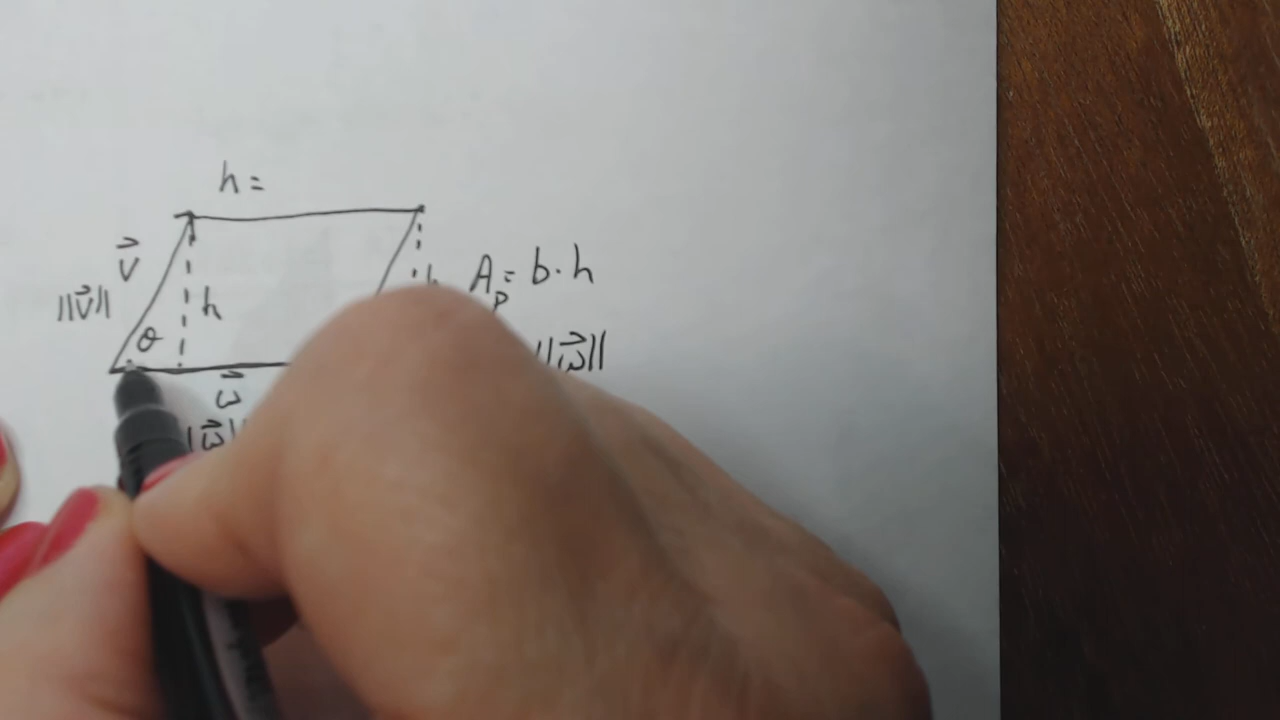 h =
v⃗
‖v⃗‖
h
h
A_p = b · h
θ
‖w⃗‖
w⃗
‖w⃗‖